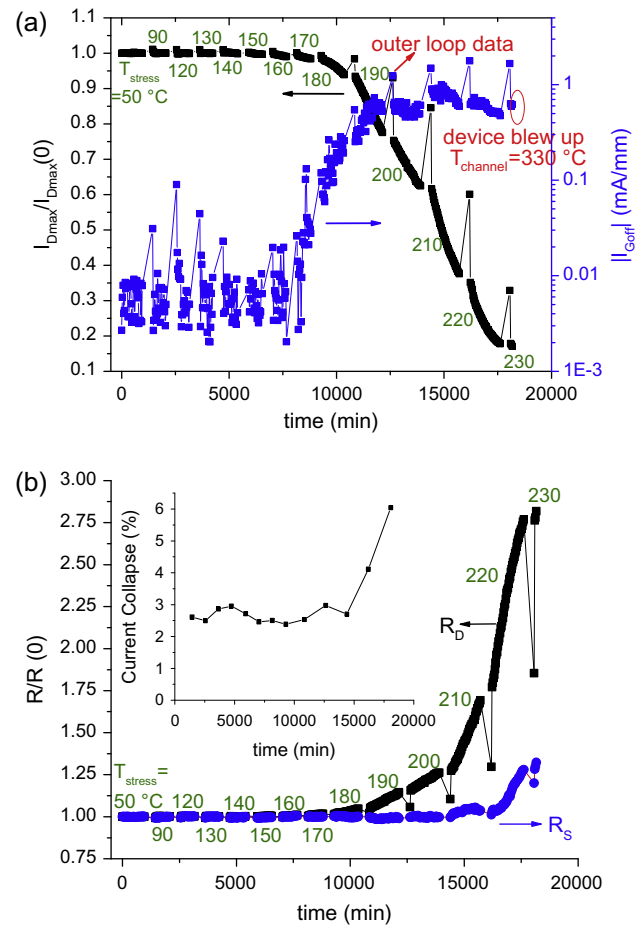 (a)
90 130 150 170
1.0
T_stress
=50 °C
120 140 160 180 190
outer loop data
1
0.9
0.8
device blew up
T_channel=330 °C
0.7
200
0.1
I_Dmax/I_Dmax(0)
0.6
|I_Goff| (mA/mm)
0.5
210
0.4
0.01
0.3
220
0.2
230
0.1
1E-3
0 5000 10000 15000 20000
time (min)
(b)
3.00
230
2.75
6
5
4
3
2
1
0
Current Collapse (%)
0 5000 10000 15000 20000
time (min)
2.50
220
2.25
R_D
R/R (0)
2.00
1.75
210
1.50
200
1.25
T_stress=
190
50 °C 120 140 160 180
1.00
90 130 150 170
R_S
0.75
0 5000 10000 15000 20000
time (min)